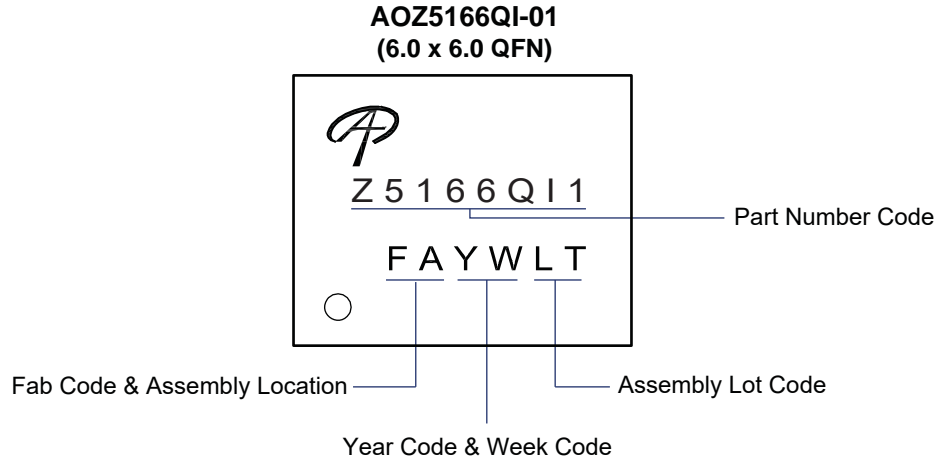 AOZ5166QI-01
(6.0 x 6.0 QFN)
Z5166QI1
Part Number Code
FAYWLT
Fab Code & Assembly Location
Assembly Lot Code
Year Code & Week Code